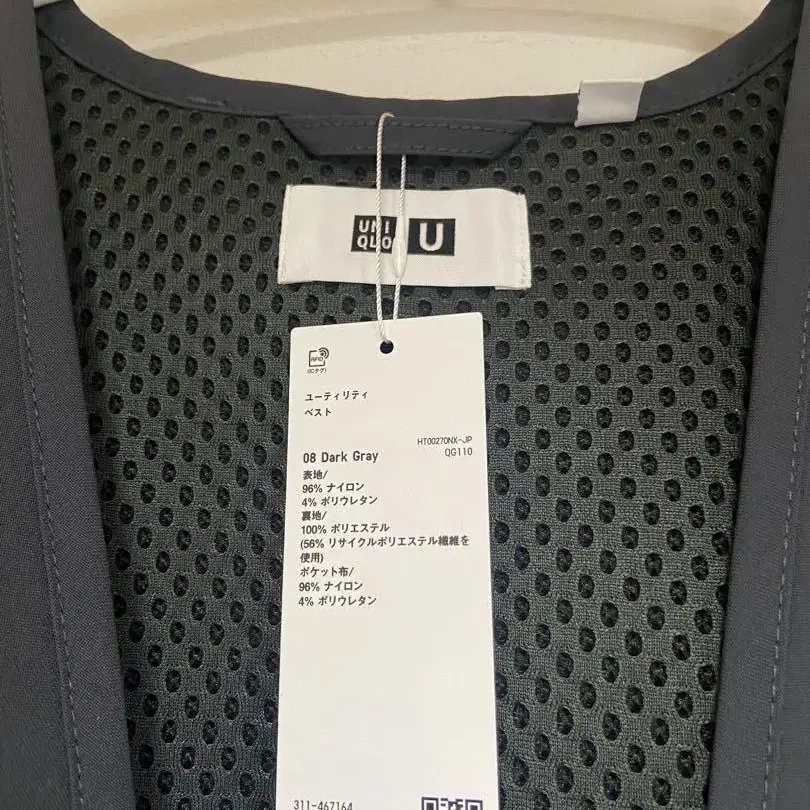 UNI
QLO
U
RFID
(ICタグ)
ユーティリティ
ベスト
HT00270NX-JP
08 Dark Gray
QG110
表地/
96% ナイロン
4% ポリウレタン
裏地/
100% ポリエステル
(56% リサイクルポリエステル繊維を
使用)
ポケット布/
96% ナイロン
4% ポリウレタン
311-467164